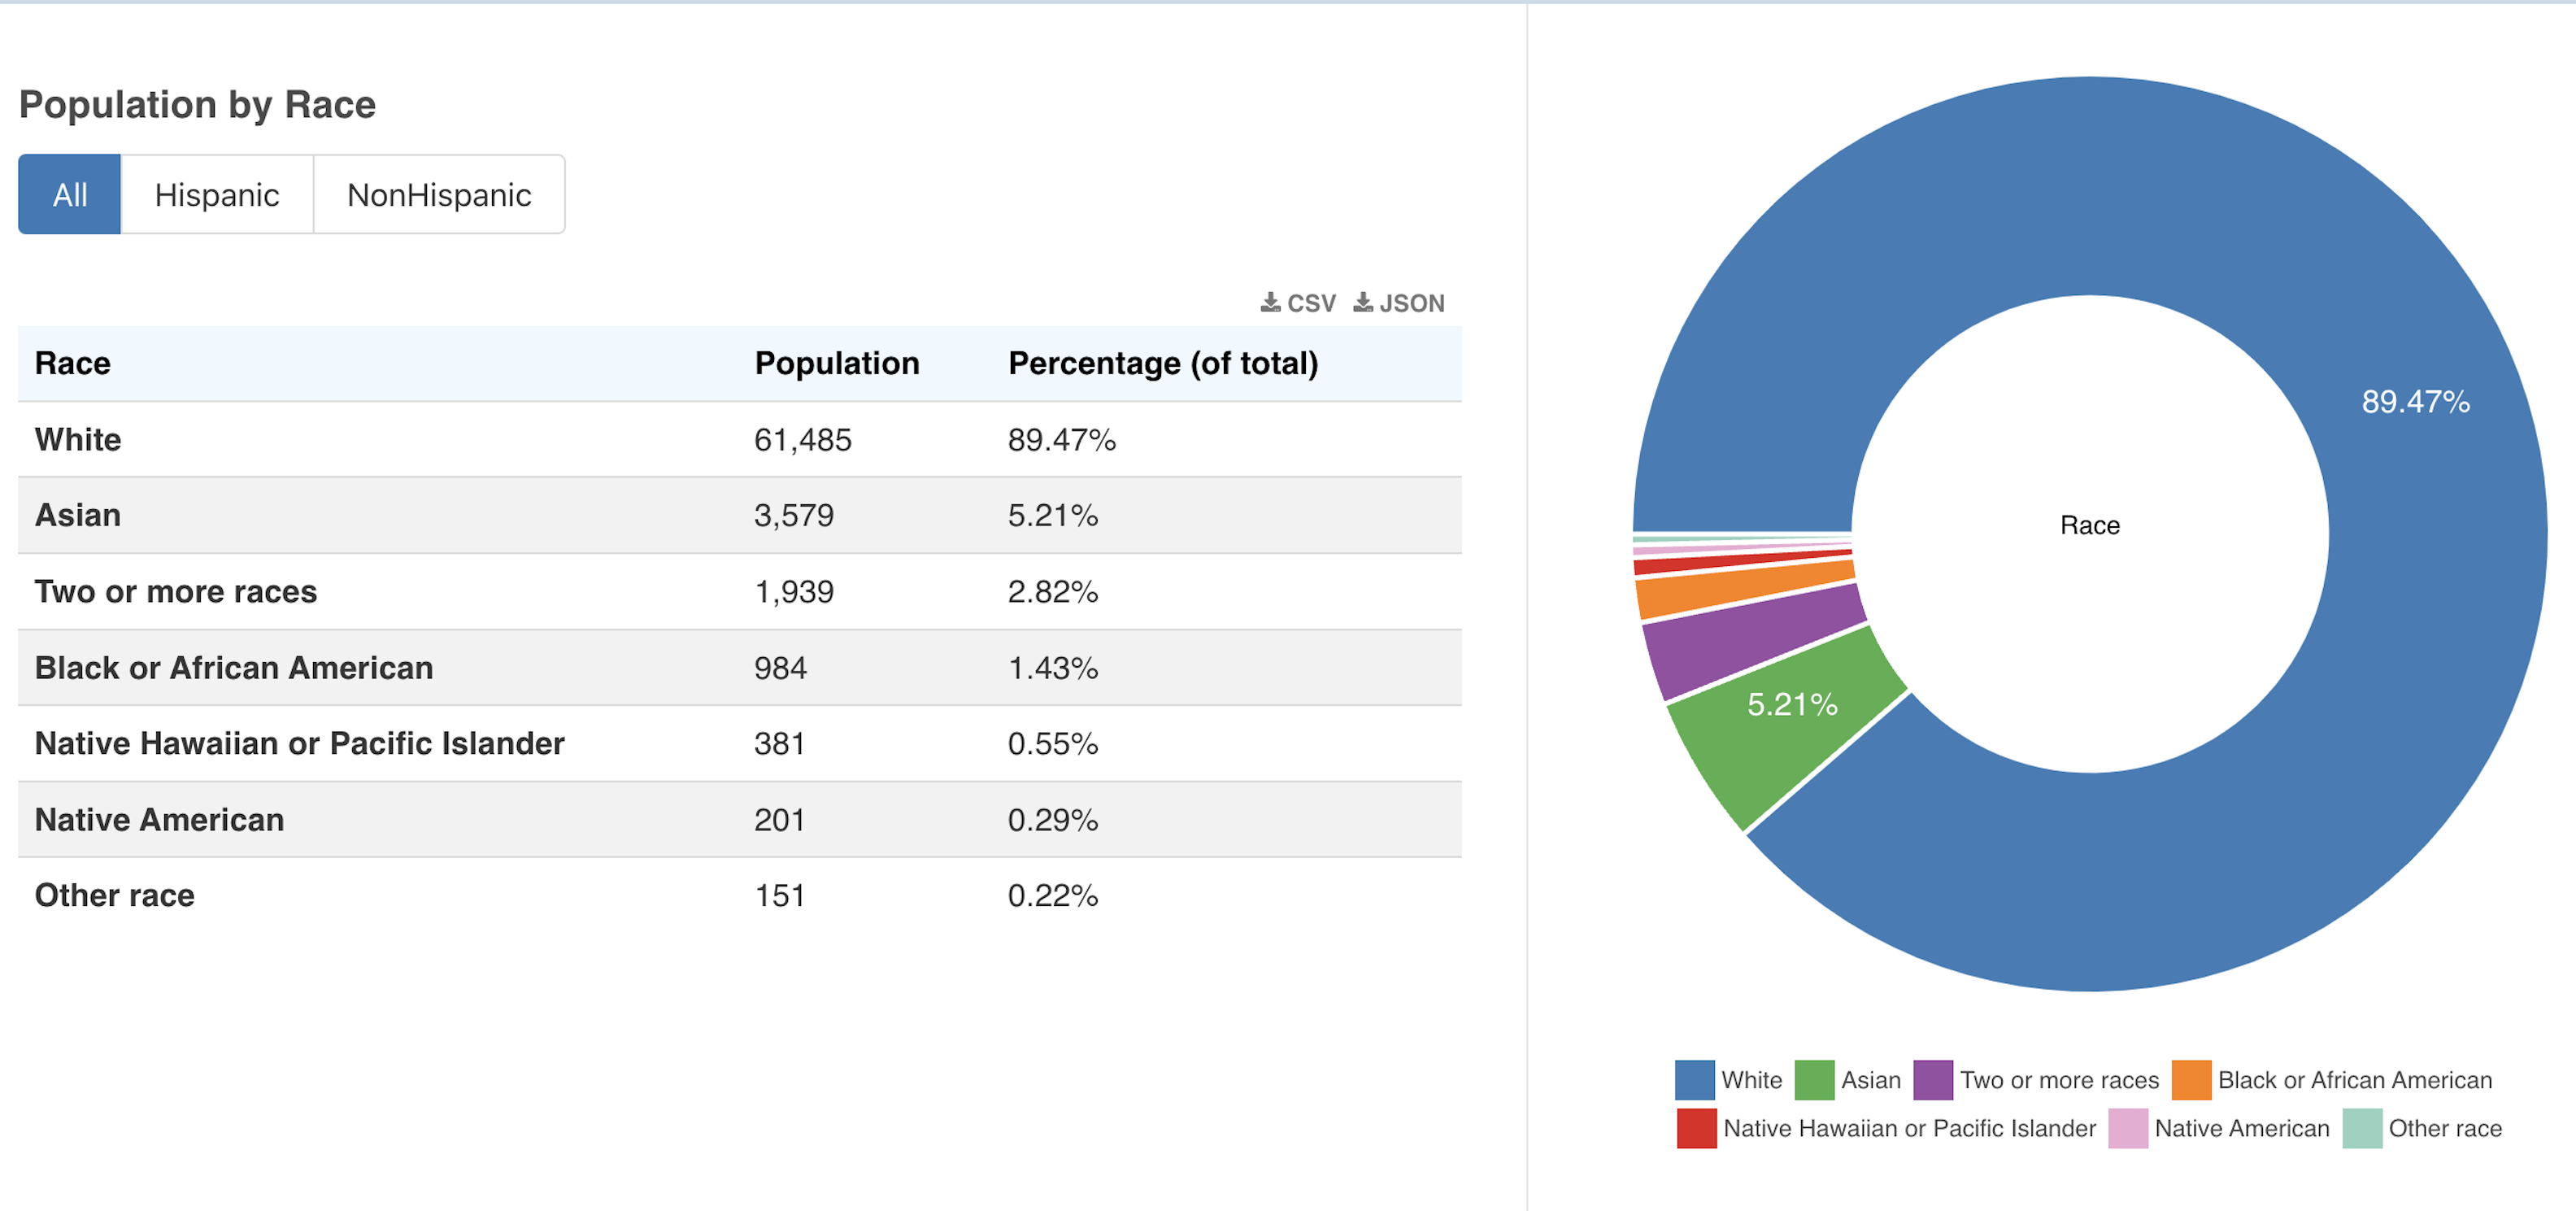 Population by Race
All Hispanic NonHispanic
CSV JSON
Race Population Percentage (of total)
White 61,485 89.47%
Asian 3,579 5.21%
Two or more races 1,939 2.82%
Black or African American 984 1.43%
Native Hawaiian or Pacific Islander 381 0.55%
Native American 201 0.29%
Other race 151 0.22%
89.47%
Race
5.21%
White Asian Two or more races Black or African American
Native Hawaiian or Pacific Islander Native American Other race